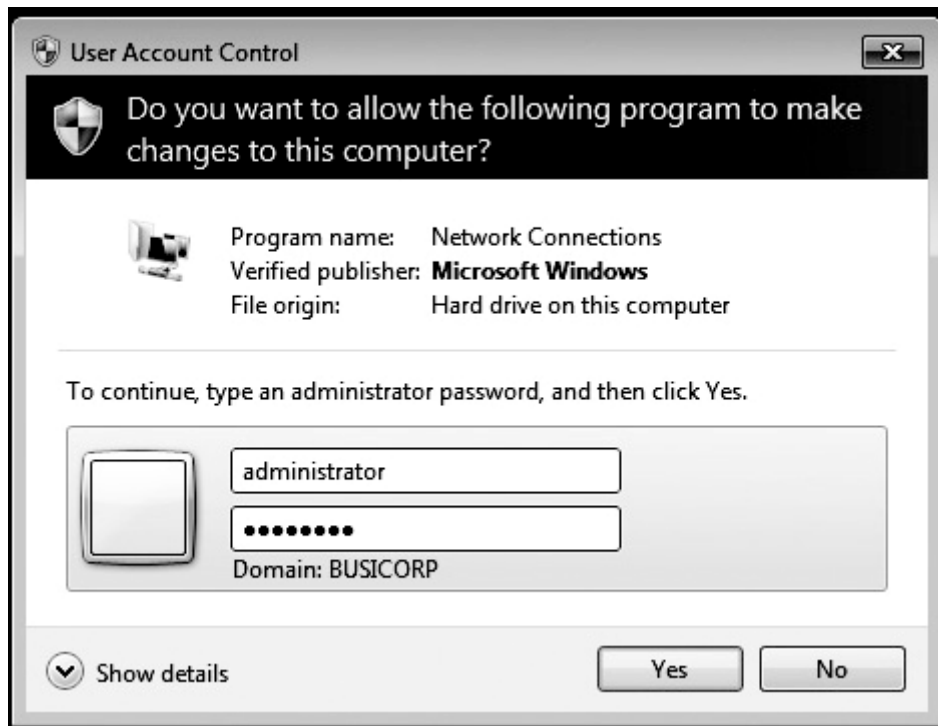 User Account Control
Do you want to allow the following program to make
changes to this computer?
Program name: Network Connections
Verified publisher: Microsoft Windows
File origin: Hard drive on this computer
To continue, type an administrator password, and then click Yes.
administrator
●●●●●●●●
Domain: BUSICORP
Show details
Yes
No